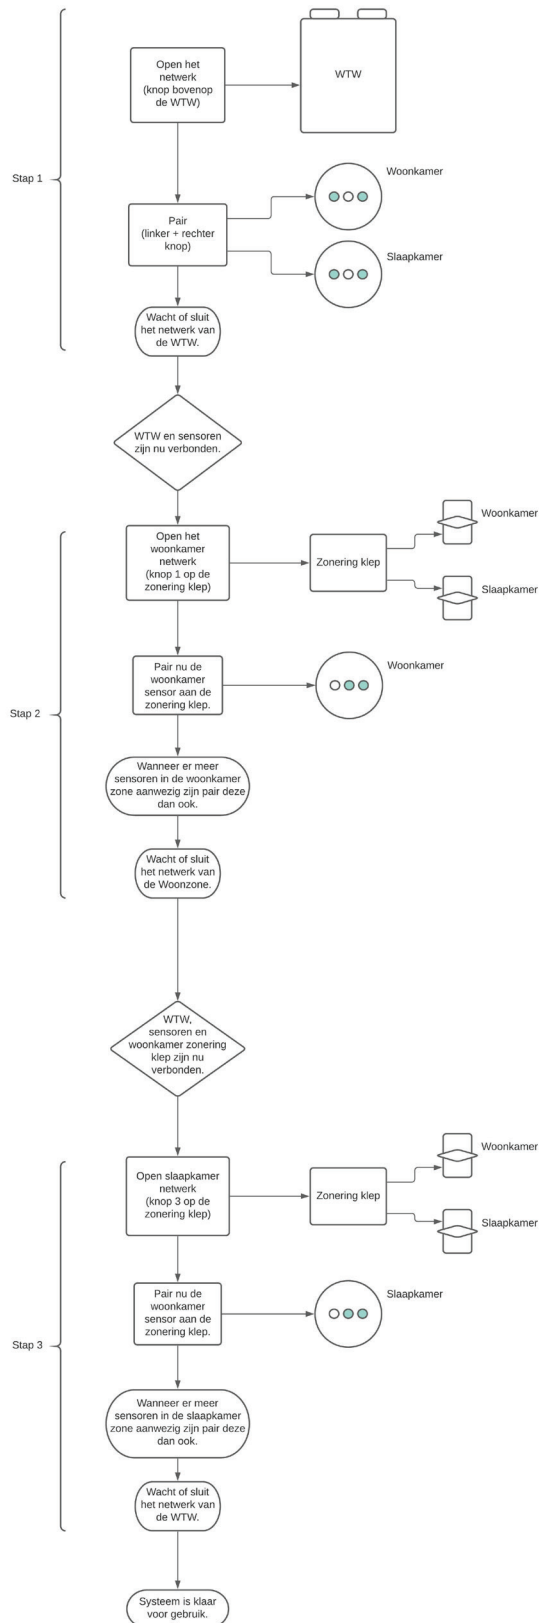 Open het
netwerk
(knop bovenop
de WTW)
WTW
Stap 1
Woonkamer
Pair
(linker + rechter
knop)
Slaapkamer
Wacht of sluit
het netwerk van
de WTW.
WTW en sensoren
zijn nu verbonden.
Woonkamer
Open het
woonkamer
netwerk
(knop 1 op de
zonering klep)
Zonering klep
Slaapkamer
Pair nu de
woonkamer
sensor aan de
zonering klep.
Woonkamer
Stap 2
Wanneer er meer
sensoren in de woonkamer
zone aanwezig zijn pair deze
dan ook.
Wacht of sluit
het netwerk van
de Woonzone.
WTW,
sensoren en
woonkamer zonering
klep zijn nu
verbonden.
Woonkamer
Open slaapkamer
netwerk
(knop 3 op de
zonering klep)
Zonering klep
Slaapkamer
Pair nu de
woonkamer
sensor aan de
zonering klep.
Slaapkamer
Stap 3
Wanneer er meer
sensoren in de slaapkamer
zone aanwezig zijn pair deze
dan ook.
Wacht of sluit
het netwerk van
de WTW.
Systeem is klaar
voor gebruik.